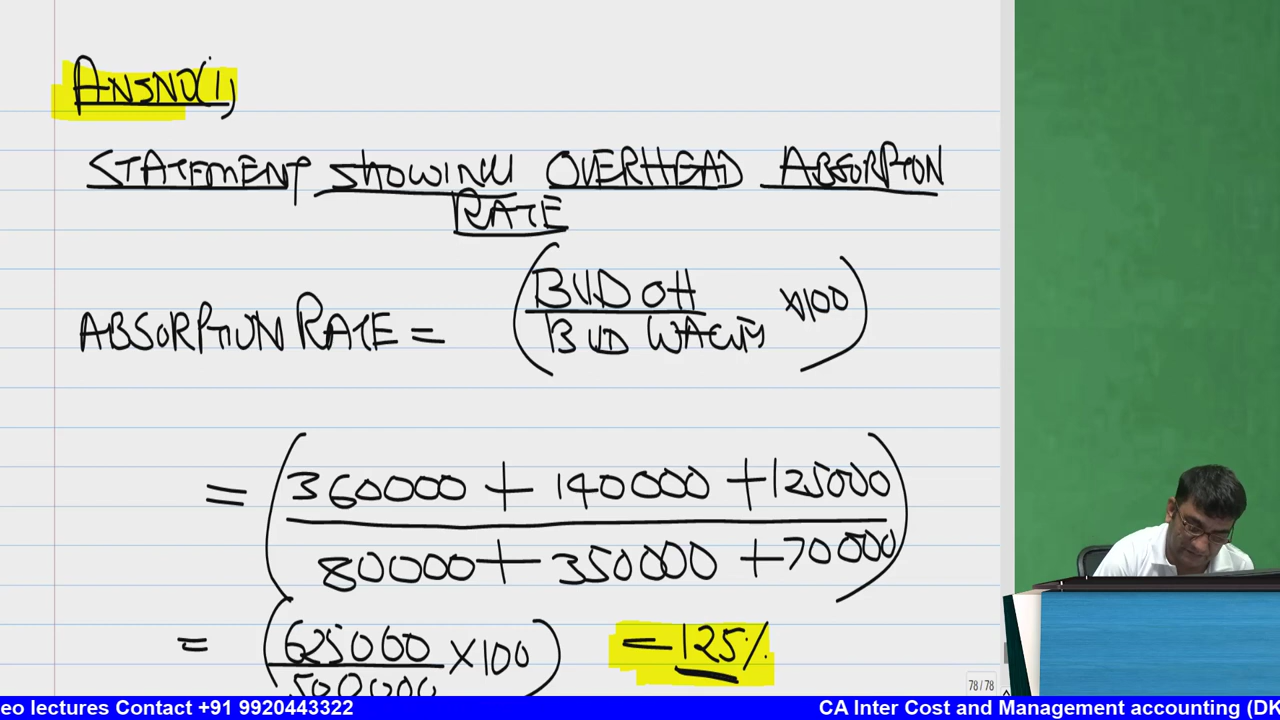 ANSNO(i)
STATEMENT SHOWING OVERHEAD ABSORPTION
RATE
ABSORPTION RATE = (BUD OH / BUD WAGES ×100)
= (360000 + 140000 + 125000 / 80000 + 350000 + 70000)
= (625000 / 500000 ×100) = 125%
78 / 78
eo lectures Contact +91 9920443322
CA Inter Cost and Management accounting (DK